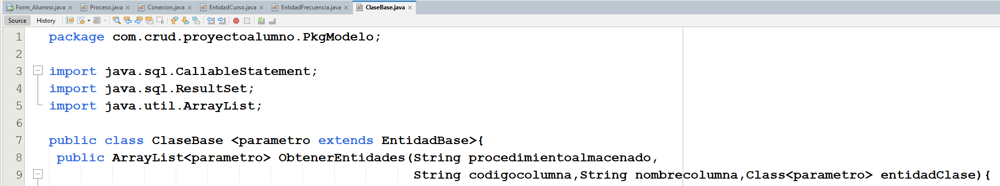 Form_Alumno.java Proceso.java Conexion.java EntidadCurso.java EntidadFrecuencia.java ClaseBase.java
Source History
1 package com.crud.proyectoalumno.PkgModelo;
2
3 import java.sql.CallableStatement;
4 import java.sql.ResultSet;
5 import java.util.ArrayList;
6
7 public class ClaseBase <parametro extends EntidadBase>{
8 public ArrayList<parametro> ObtenerEntidades(String procedimientoalmacenado,
9 String codigocolumna,String nombrecolumna,Class<parametro> entidadClase){